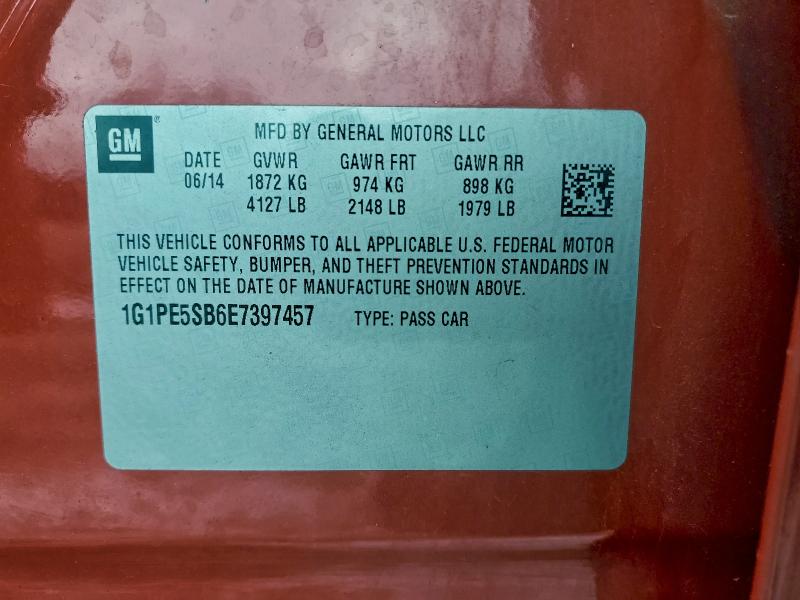 GM ®
MFD BY GENERAL MOTORS LLC
DATE GVWR GAWR FRT GAWR RR
06/14 1872 KG 974 KG 898 KG
4127 LB 2148 LB 1979 LB
THIS VEHICLE CONFORMS TO ALL APPLICABLE U.S. FEDERAL MOTOR
VEHICLE SAFETY, BUMPER, AND THEFT PREVENTION STANDARDS IN
EFFECT ON THE DATE OF MANUFACTURE SHOWN ABOVE.
1G1PE5SB6E7397457 TYPE: PASS CAR